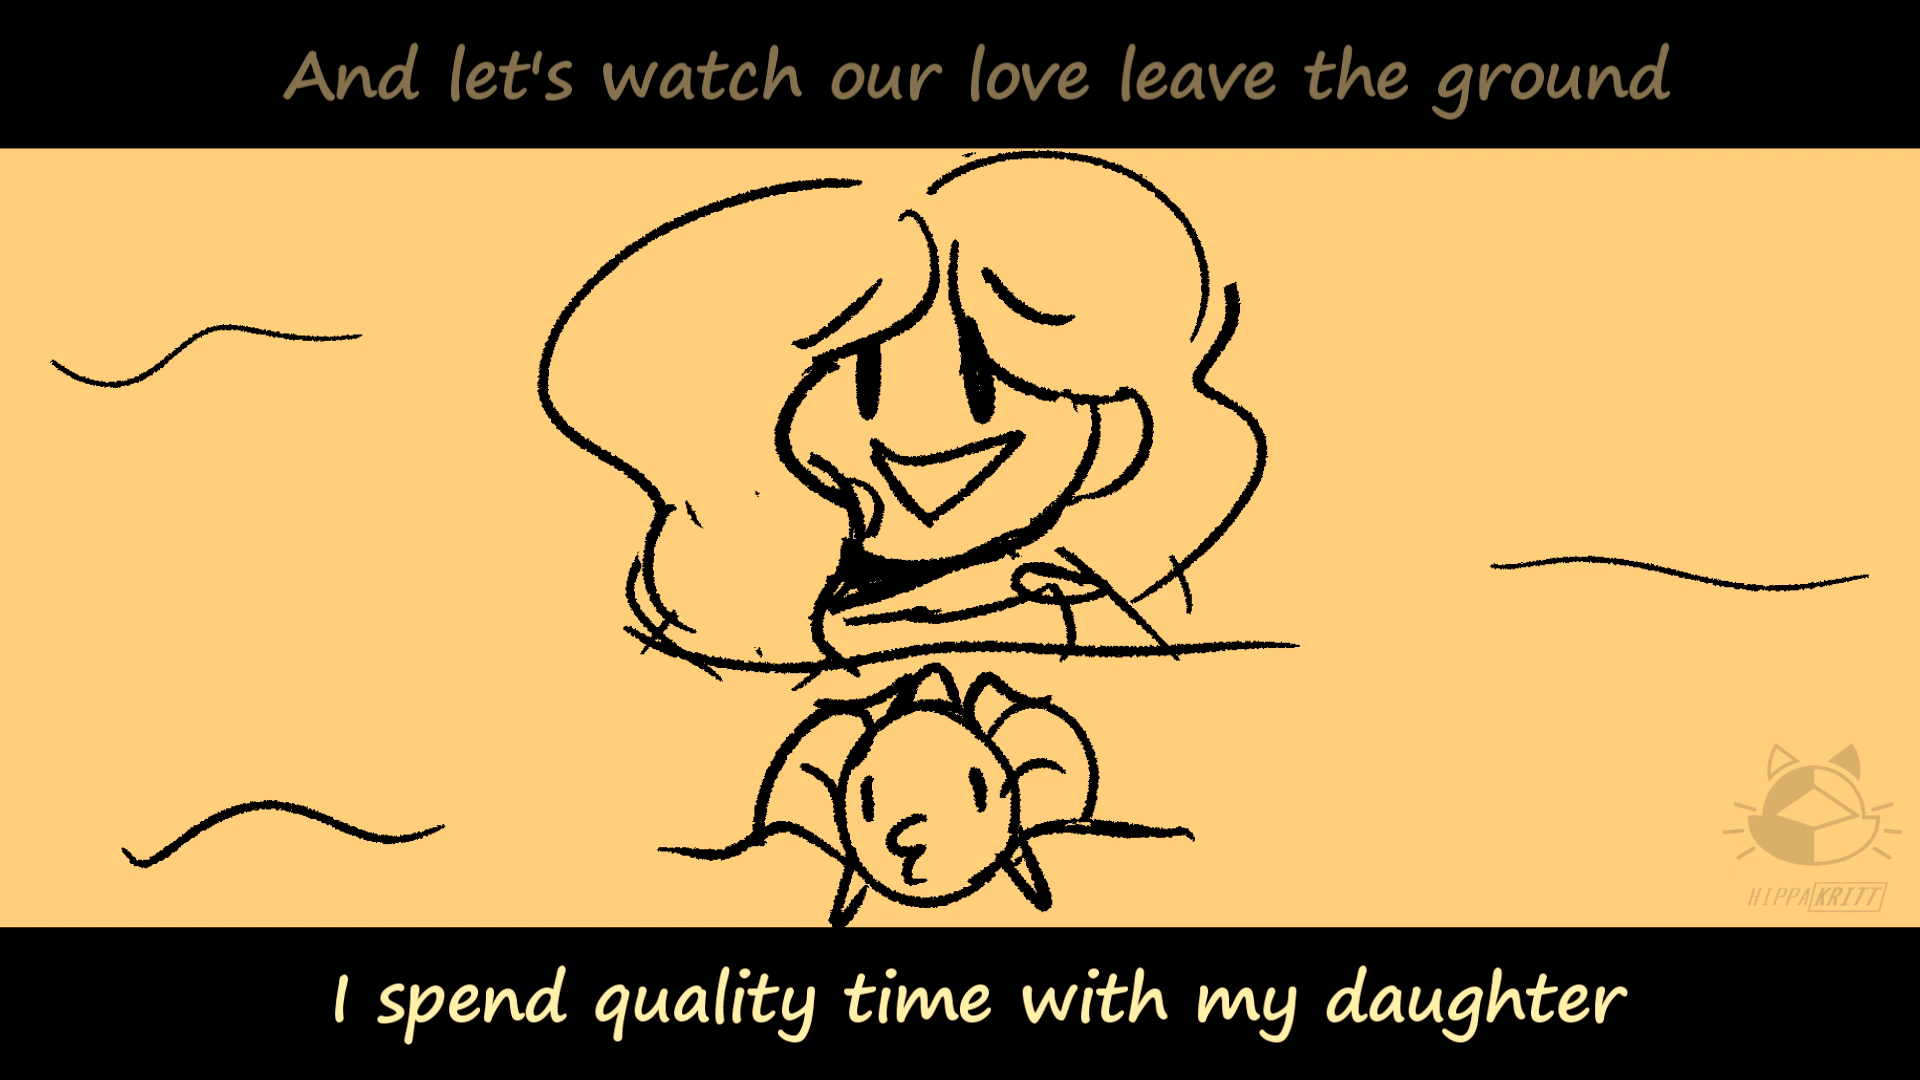 And let's watch our love leave the ground
HIPPAKRITT
I spend quality time with my daughter